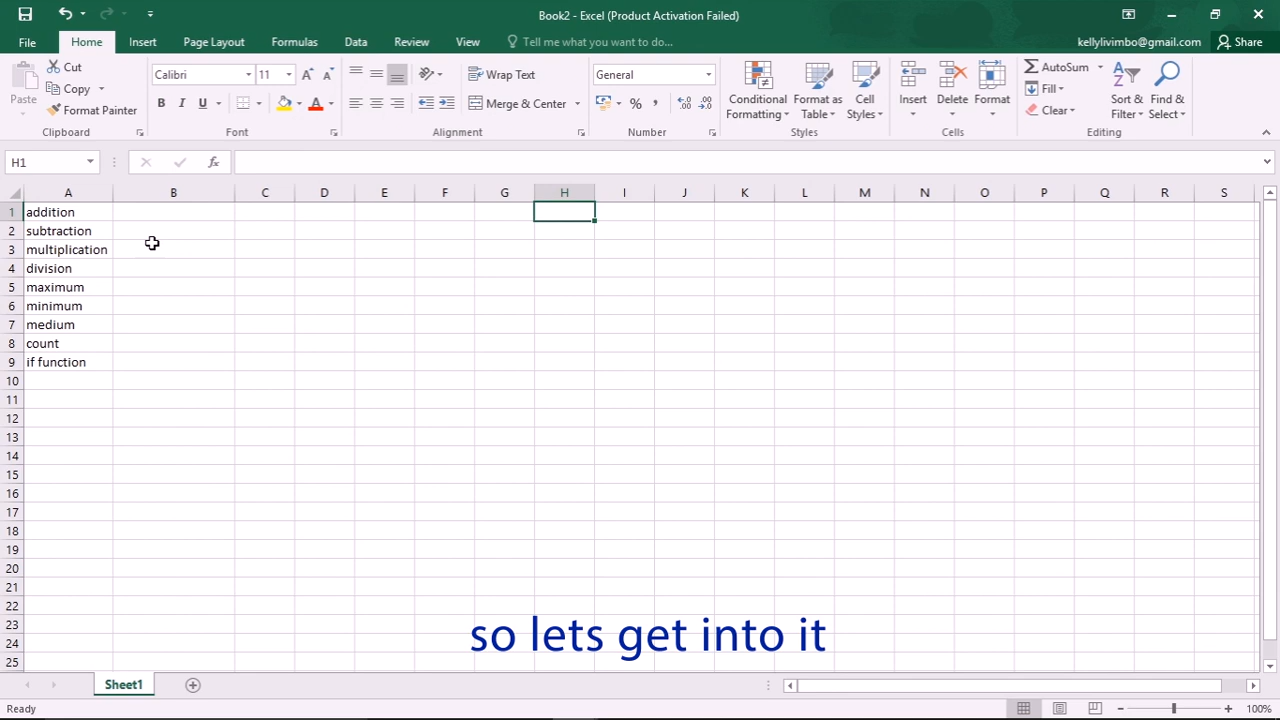 Book2 - Excel (Product Activation Failed)
File Home Insert Page Layout Formulas Data Review View Tell me what you want to do... kellylivimbo@gmail.com Share
Paste
Cut
Copy
Format Painter
Clipboard
Calibri 11
B I U
Font
Wrap Text
Merge & Center
Alignment
General
%
Number
Conditional Formatting
Format as Table
Cell Styles
Styles
Insert
Delete
Format
Cells
AutoSum
Fill
Clear
Sort & Filter
Find & Select
Editing
H1 fx
A B C D E F G H I J K L M N O P Q R S
1 addition
2 subtraction
3 multiplication
4 division
5 maximum
6 minimum
7 medium
8 count
9 if function
10
11
12
13
14
15
16
17
18
19
20
21
22
23
24
25
so lets get into it
Sheet1
Ready
100%